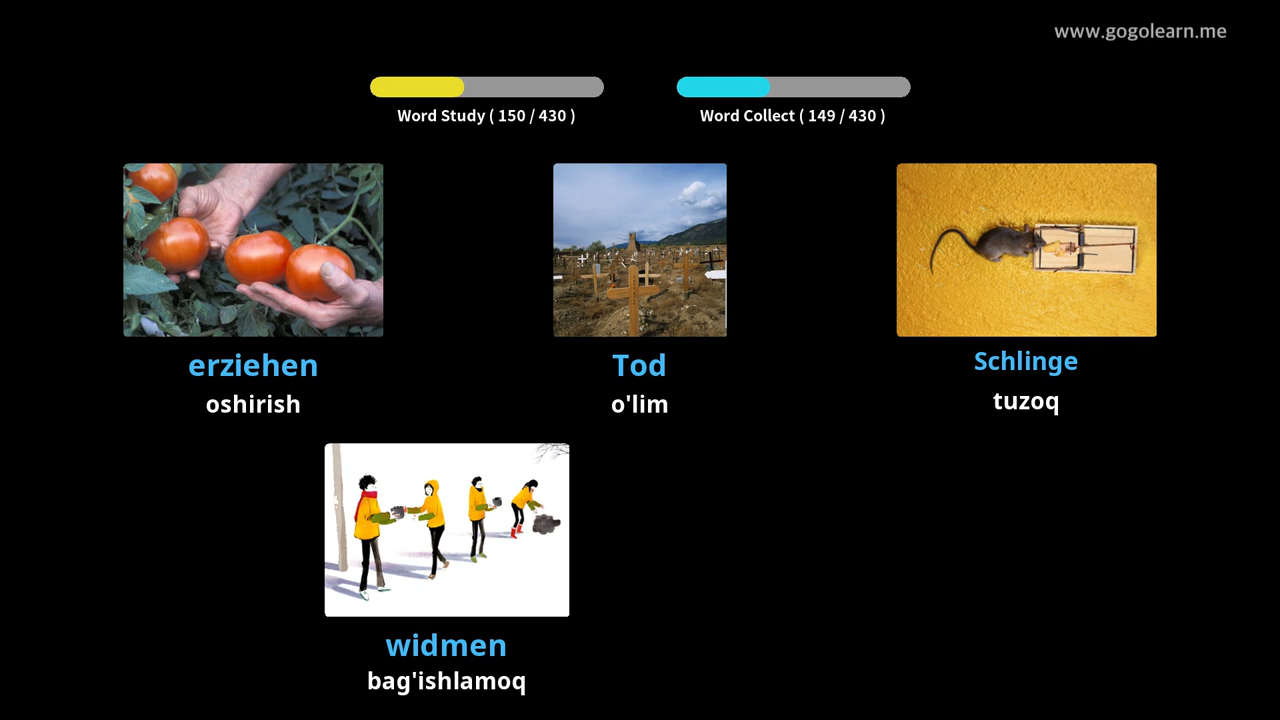 www.gogolearn.me
Word Study ( 150 / 430 )
Word Collect ( 149 / 430 )
erziehen
oshirish
Tod
o'lim
Schlinge
tuzoq
widmen
bag'ishlamoq